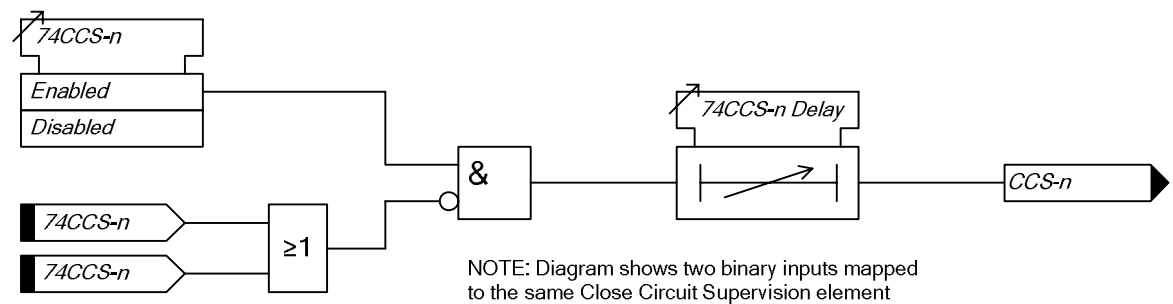 74CCS-n
Enabled
Disabled
74CCS-n Delay
&
CCS-n
74CCS-n
≥1
74CCS-n
NOTE: Diagram shows two binary inputs mapped
to the same Close Circuit Supervision element